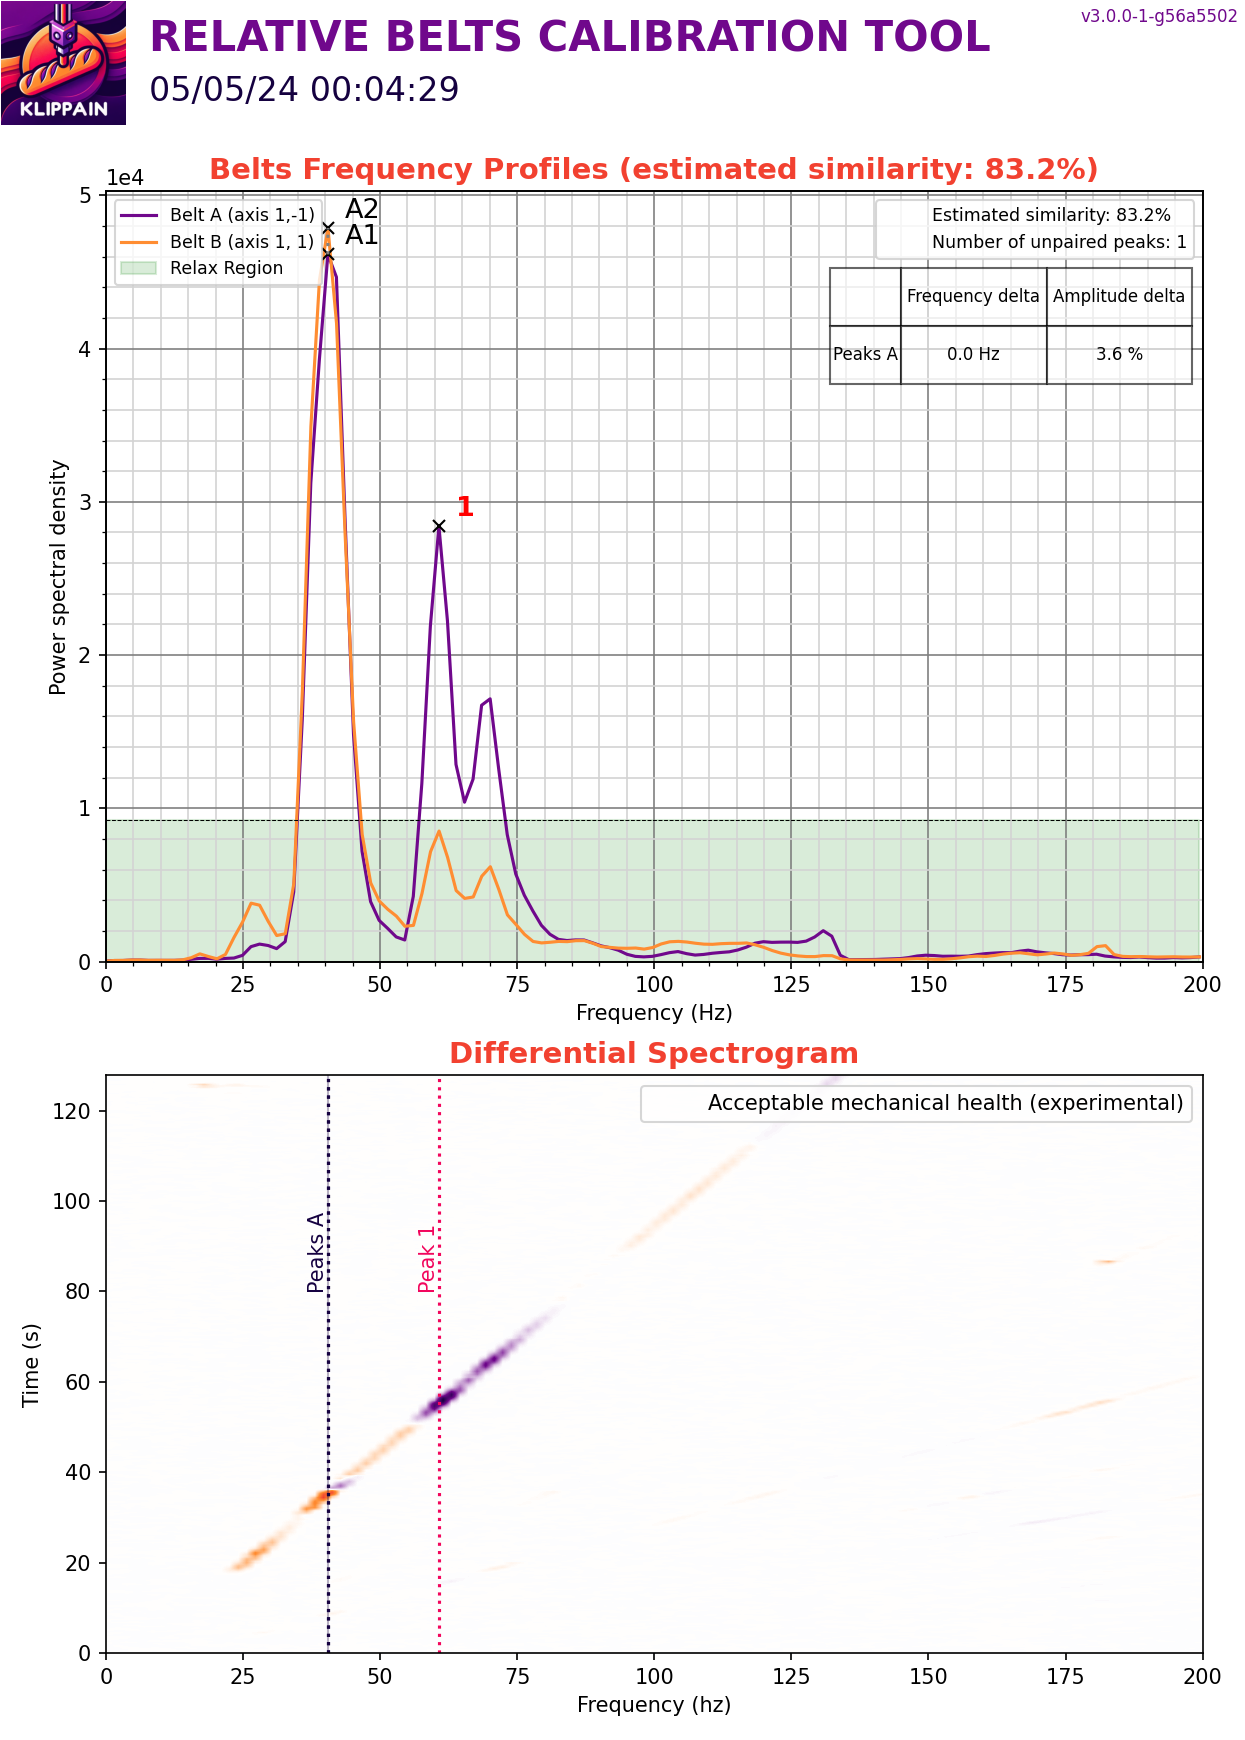 KLIPPAIN
RELATIVE BELTS CALIBRATION TOOL
v3.0.0-1-g56a5502
05/05/24 00:04:29
Belts Frequency Profiles (estimated similarity: 83.2%)
1e4
Belt A (axis 1,-1)
Belt B (axis 1, 1)
Relax Region
A2
A1
1
Estimated similarity: 83.2%
Number of unpaired peaks: 1
Frequency delta Amplitude delta
Peaks A 0.0 Hz 3.6 %
Power spectral density
5
4
3
2
1
0
0 25 50 75 100 125 150 175 200
Frequency (Hz)
Differential Spectrogram
Acceptable mechanical health (experimental)
Peaks A
Peak 1
Time (s)
120
100
80
60
40
20
0
0 25 50 75 100 125 150 175 200
Frequency (hz)